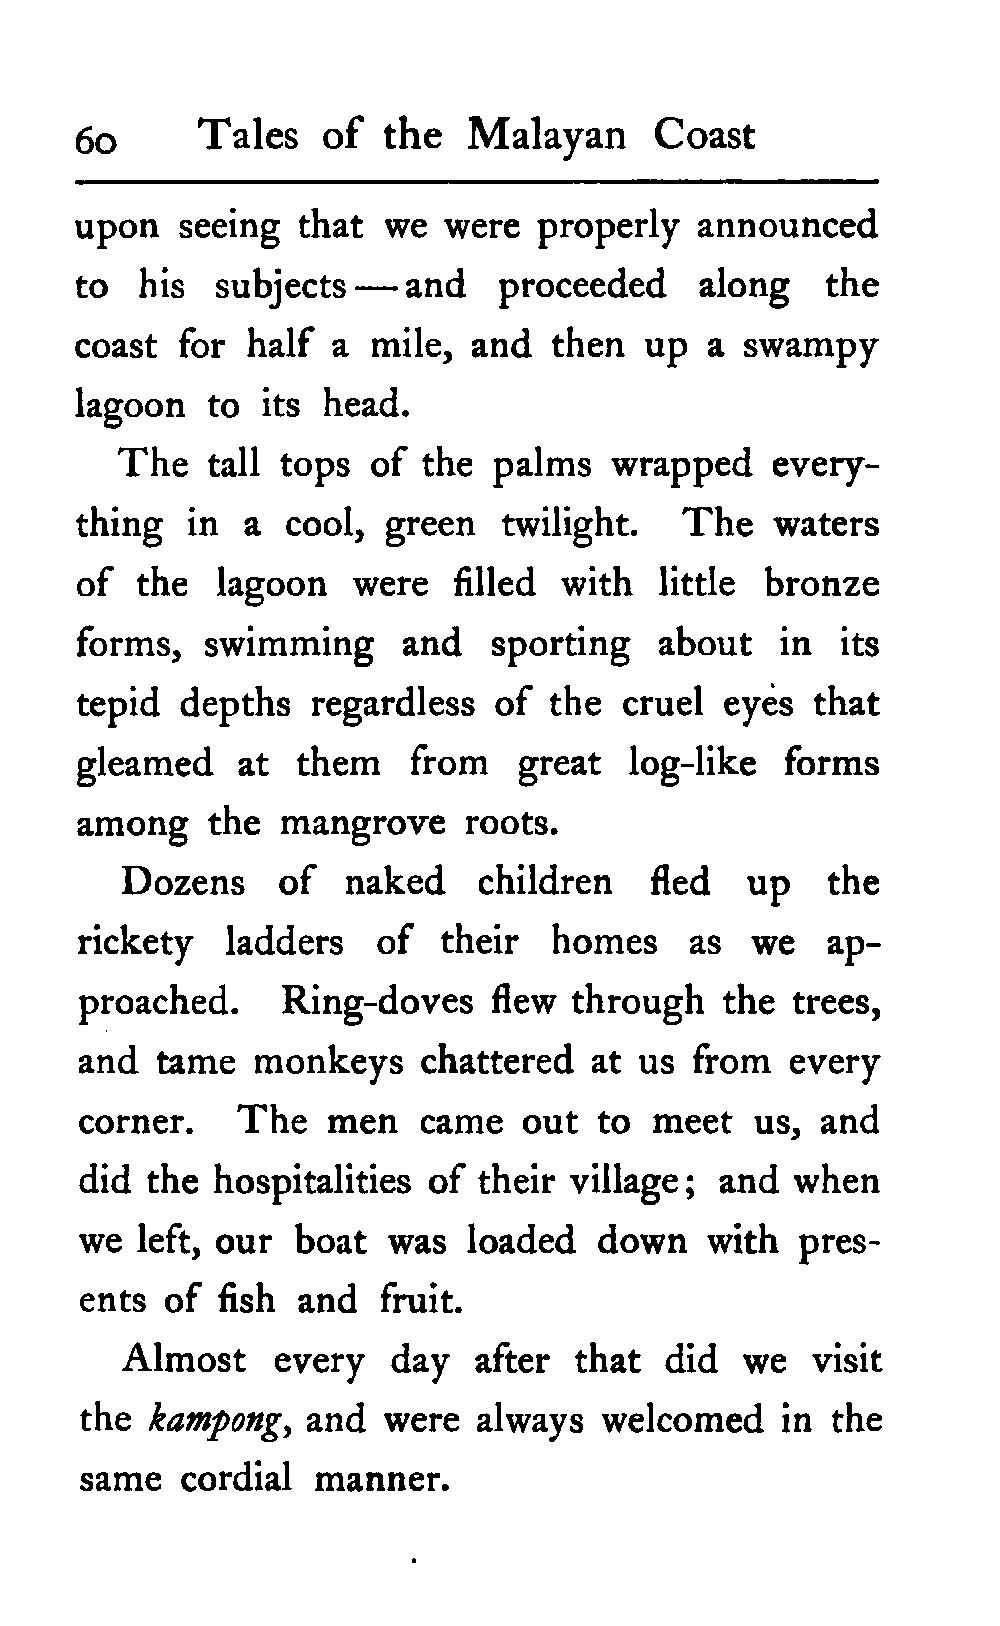 60 Tales of the Malayan Coast
upon seeing that we were properly announced
to his subjects — and proceeded along the
coast for half a mile, and then up a swampy
lagoon to its head.
The tall tops of the palms wrapped every-
thing in a cool, green twilight. The waters
of the lagoon were filled with little bronze
forms, swimming and sporting about in its
tepid depths regardless of the cruel eyes that
gleamed at them from great log-like forms
among the mangrove roots.
Dozens of naked children fled up the
rickety ladders of their homes as we ap-
proached. Ring-doves flew through the trees,
and tame monkeys chattered at us from every
corner. The men came out to meet us, and
did the hospitalities of their village; and when
we left, our boat was loaded down with pres-
ents of fish and fruit.
Almost every day after that did we visit
the kampong, and were always welcomed in the
same cordial manner.